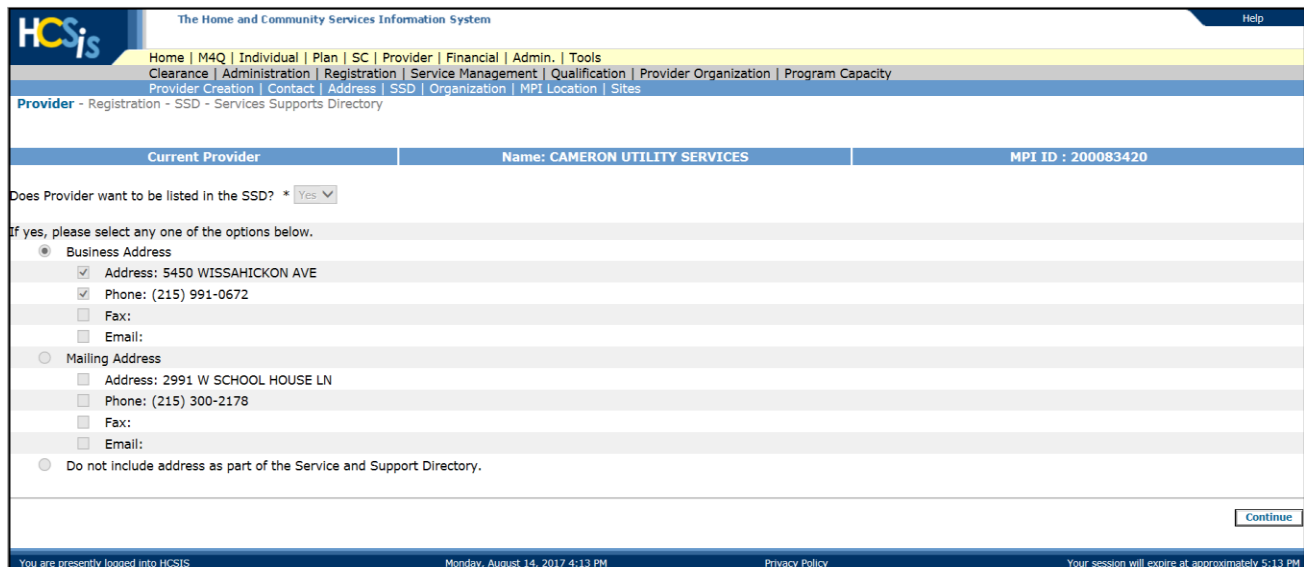 HCSis
The Home and Community Services Information System
Help
Home | M4Q | Individual | Plan | SC | Provider | Financial | Admin. | Tools
Clearance | Administration | Registration | Service Management | Qualification | Provider Organization | Program Capacity
Provider Creation | Contact | Address | SSD | Organization | MPI Location | Sites
Provider - Registration - SSD - Services Supports Directory
Current Provider Name: CAMERON UTILITY SERVICES MPI ID : 200083420
Does Provider want to be listed in the SSD? * Yes
If yes, please select any one of the options below.
Business Address
Address: 5450 WISSAHICKON AVE
Phone: (215) 991-0672
Fax:
Email:
Mailing Address
Address: 2991 W SCHOOL HOUSE LN
Phone: (215) 300-2178
Fax:
Email:
Do not include address as part of the Service and Support Directory.
Continue
You are presently logged into HCSIS Monday, August 14, 2017 4:13 PM Privacy Policy Your session will expire at approximately 5:13 PM